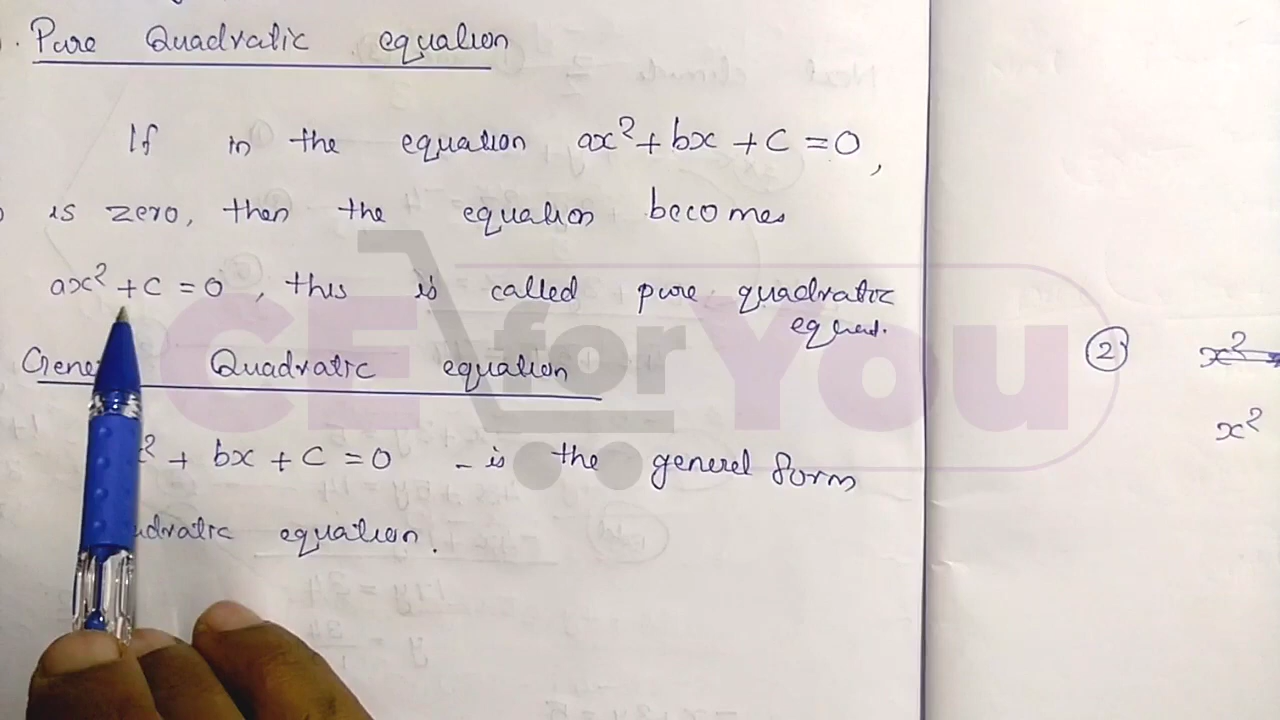 Pure Quadratic equation
If in the equation ax² + bx + C = 0,
is zero, then the equation becomes
ax² + C = 0, this is called pure quadratic
equat.
Quadratic equation
² + bx + C = 0 - is the generel form
equation.
CE for You
② x²
x²